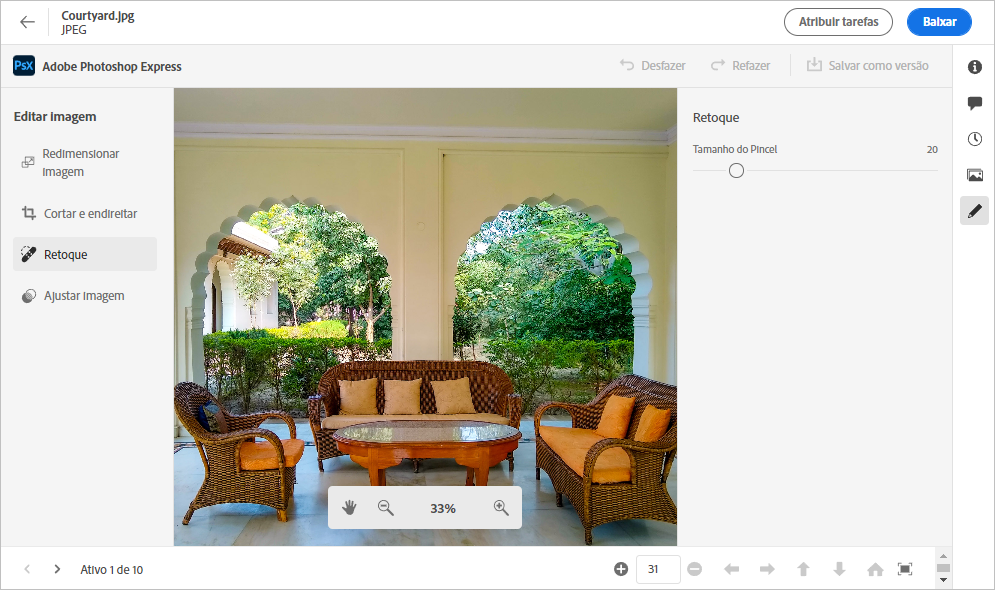 Courtyard.jpg
JPEG
Atribuir tarefas
Baixar
PsX Adobe Photoshop Express
Desfazer
Refazer
Salvar como versão
Editar imagem
Redimensionar
imagem
Cortar e endireitar
Retoque
Ajustar imagem
Retoque
Tamanho do Pincel 20
33%
Ativo 1 de 10
31